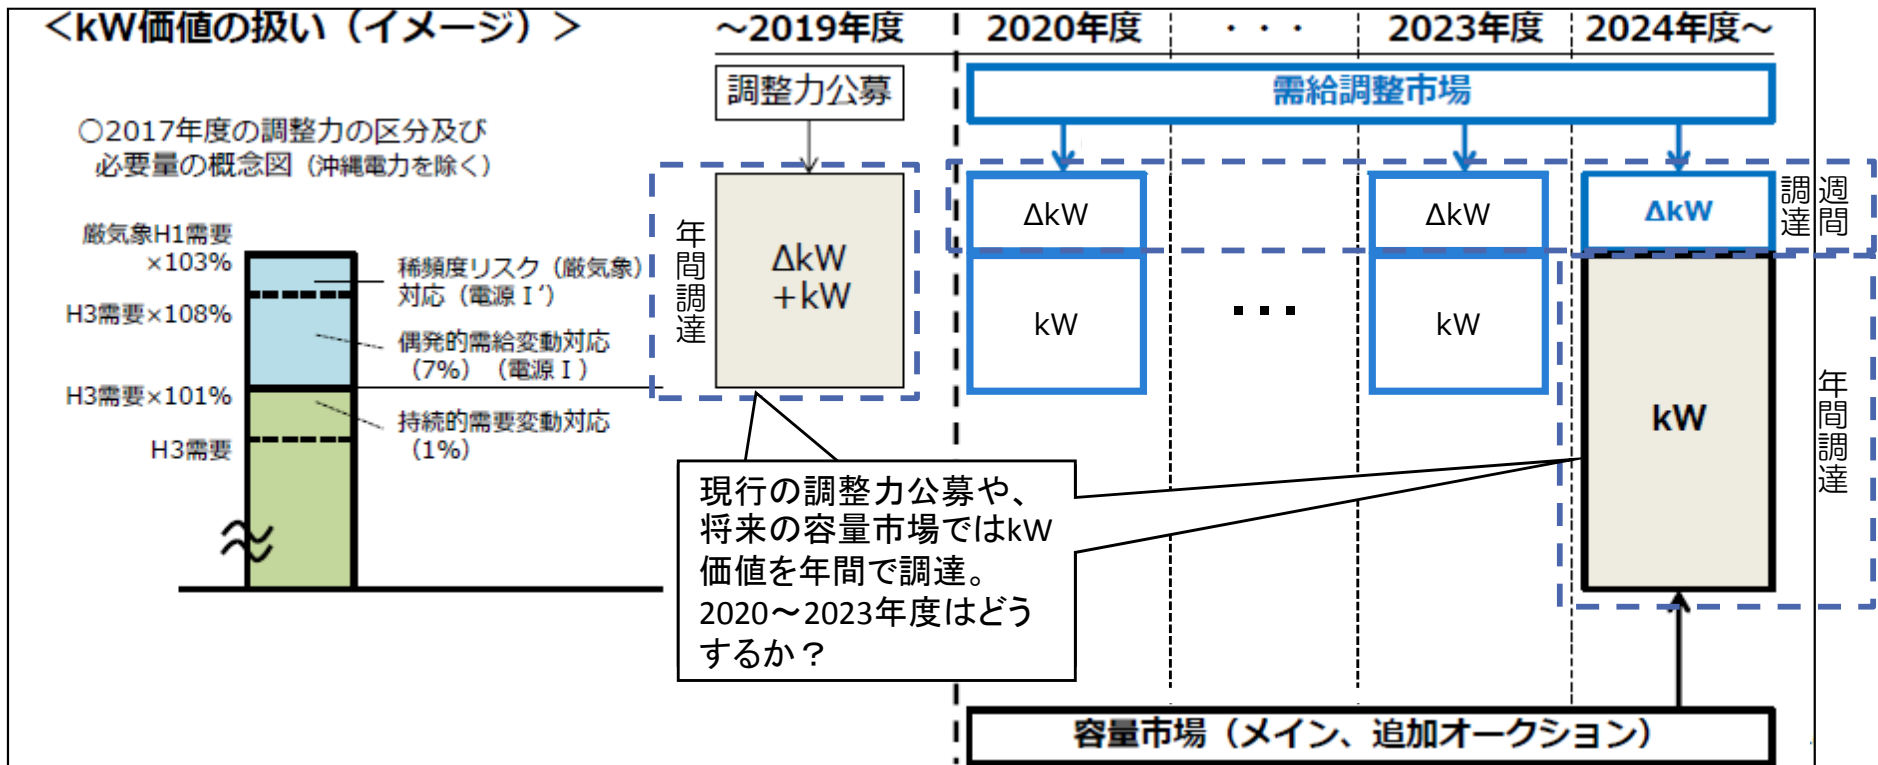 ＜kW価値の扱い（イメージ）＞
～2019年度
2020年度
・・・
2023年度
2024年度～
調整力公募
需給調整市場
○2017年度の調整力の区分及び
必要量の概念図（沖縄電力を除く）
厳気象H1需要
×103%
H3需要×108%
H3需要×101%
H3需要
稀頻度リスク（厳気象）
対応（電源Ⅰ’）
偶発的需給変動対応
（7%）（電源Ⅰ）
持続的需要変動対応
（1%）
年間調達
ΔkW
+kW
ΔkW
kW
・・・
ΔkW
kW
ΔkW
kW
週間
調達
年間調達
現行の調整力公募や、
将来の容量市場ではkW
価値を年間で調達。
2020～2023年度はどう
するか？
容量市場（メイン、追加オークション）